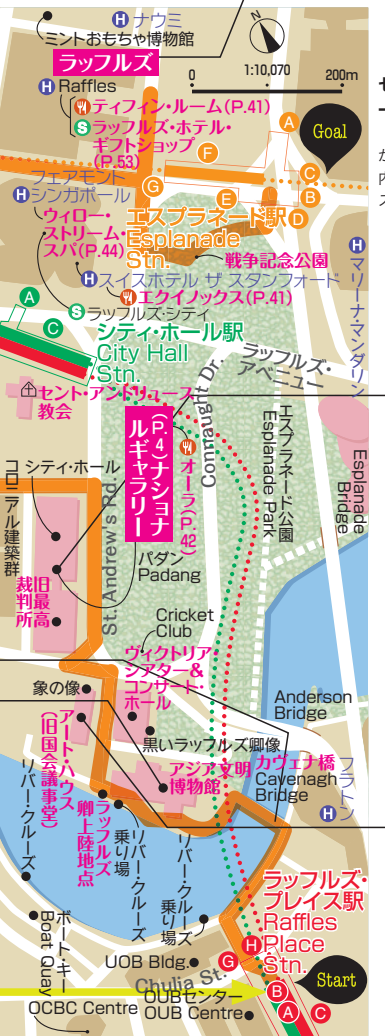 Ⓗ ナウミ
ミントおもちゃ博物館
ラッフルズ
N
0 1:10,070 200m
Ⓗ Raffles
ティフィン・ルーム(P.41)
Ⓢ ラッフルズ・ホテル・
ギフトショップ
(P.53)
Goal
A
F
C
G
B
E
D
フェアモント
Ⓗ シンガポール
ウィロー・
ストリーム・
スパ(P.44)
エスプラネード駅
Esplanade
Stn.
戦争記念公園
Ⓗ スイスホテル ザ スタンフォード
エクイノックス(P.41)
Ⓗ マリーナ・マンダリン
A
C
Ⓢ ラッフルズ・シティ
シティ・ホール駅
City Hall
Stn.
ラッフルズ・
アベニュー
セント・アンドリュース
教会
Connaught Dr.
(P.4)ナショナ
ルギャラリー
オーラ(P.42)
エスプラネード公園
Esplanade Park
Esplanade
Bridge
シティ・ホール
コロニアル建築群
St. Andrew's Rd.
パダン
Padang
旧最高
裁判所
Cricket
Club
ヴィクトリア・
シアター&
コンサート・
ホール
象の像
Anderson
Bridge
黒いラッフルズ卿像
アート・ハウス
(旧国会議事堂)
アジア文明
博物館
カヴェナ橋
Cavenagh
Bridge
Ⓗ フラトン
リバー・クルーズ
ラッフルズ
卿上陸地点
リバー・クルーズ
乗り場
リバー・クルーズ
乗り場
ラッフルズ・
プレイス駅
Raffles
Place
Stn.
ボート・キー
Boat Quay
H
G
UOB Bldg.
Chulia St.
B
A
C
Start
OUBセンター
OCBC Centre
OUB Centre